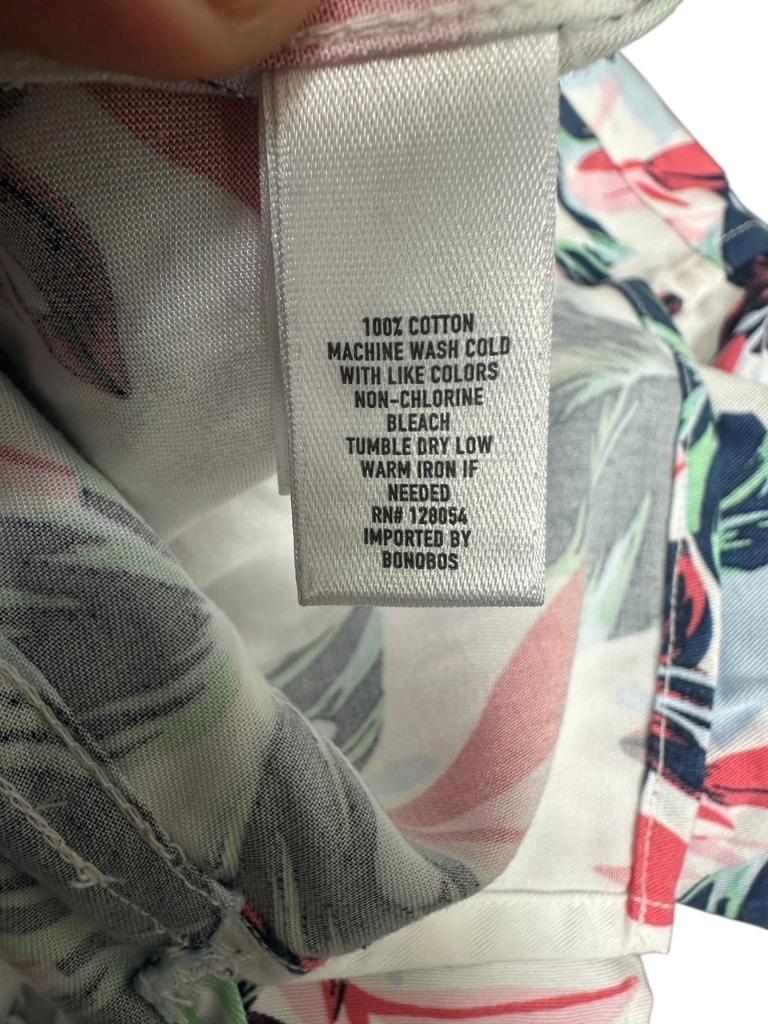 100% COTTON
MACHINE WASH COLD
WITH LIKE COLORS
NON-CHLORINE
BLEACH
TUMBLE DRY LOW
WARM IRON IF
NEEDED
RN# 128054
IMPORTED BY
BONOBOS